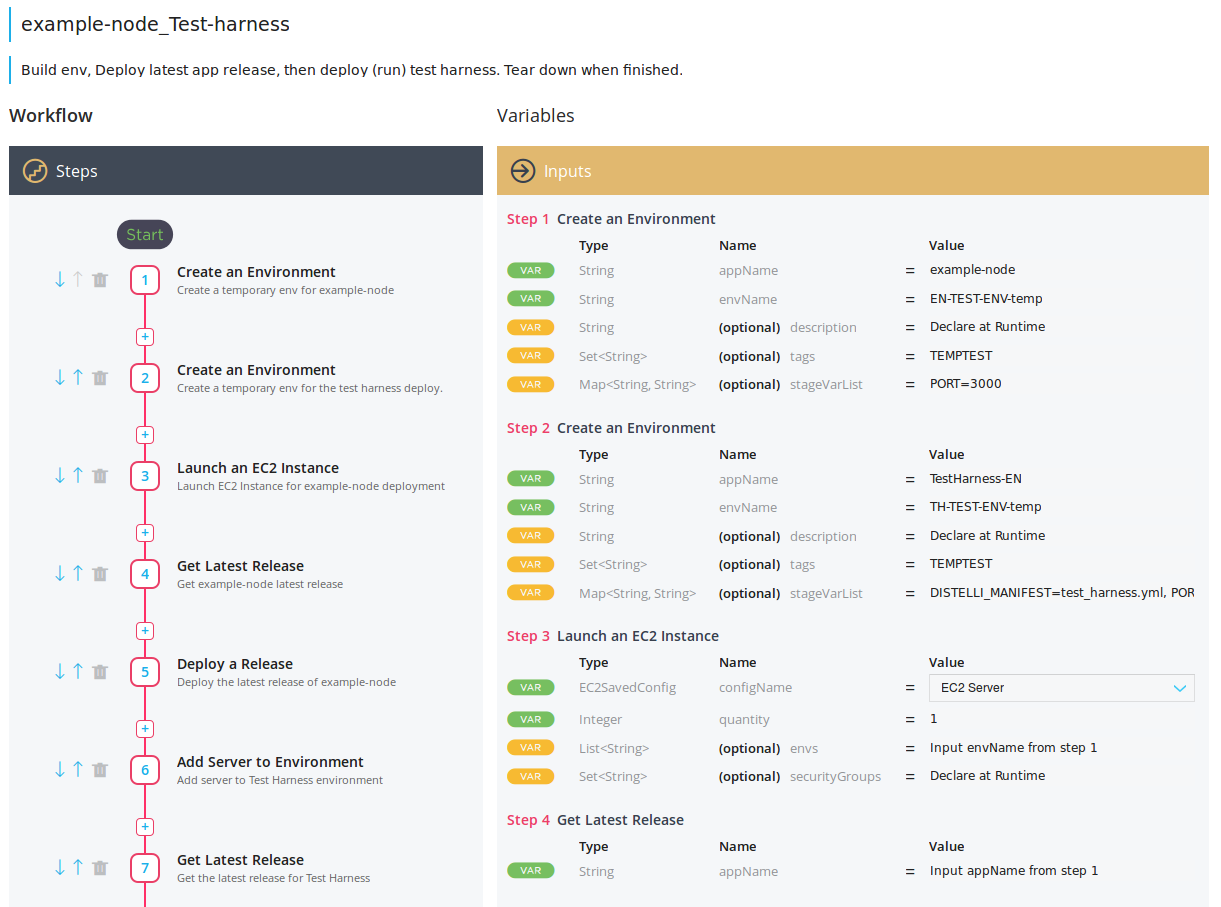 example-node_Test-harness
Build env, Deploy latest app release, then deploy (run) test harness. Tear down when finished.
Workflow
Steps
Start
1 Create an Environment
Create a temporary env for example-node
+
2 Create an Environment
Create a temporary env for the test harness deploy.
+
3 Launch an EC2 Instance
Launch EC2 Instance for example-node deployment
+
4 Get Latest Release
Get example-node latest release
+
5 Deploy a Release
Deploy the latest release of example-node
+
6 Add Server to Environment
Add server to Test Harness environment
+
7 Get Latest Release
Get the latest release for Test Harness
Variables
Inputs
Step 1 Create an Environment
Type Name Value
VAR String appName = example-node
VAR String envName = EN-TEST-ENV-temp
VAR String (optional) description = Declare at Runtime
VAR Set<String> (optional) tags = TEMPTEST
VAR Map<String, String> (optional) stageVarList = PORT=3000
Step 2 Create an Environment
Type Name Value
VAR String appName = TestHarness-EN
VAR String envName = TH-TEST-ENV-temp
VAR String (optional) description = Declare at Runtime
VAR Set<String> (optional) tags = TEMPTEST
VAR Map<String, String> (optional) stageVarList = DISTELLI_MANIFEST=test_harness.yml, POR
Step 3 Launch an EC2 Instance
Type Name Value
VAR EC2SavedConfig configName = EC2 Server
VAR Integer quantity = 1
VAR List<String> (optional) envs = Input envName from step 1
VAR Set<String> (optional) securityGroups = Declare at Runtime
Step 4 Get Latest Release
Type Name Value
VAR String appName = Input appName from step 1